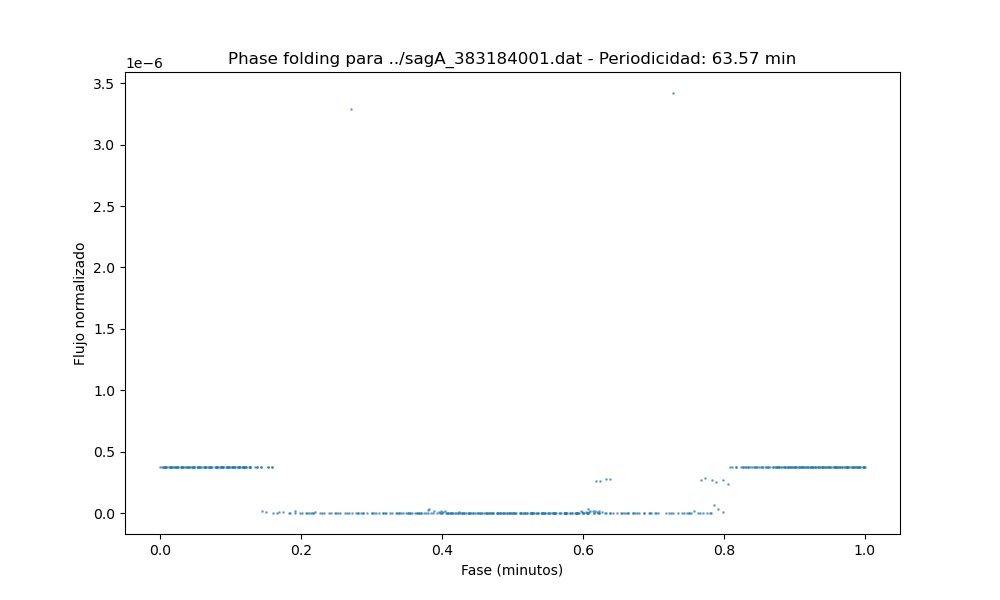 Phase folding para ../sagA_383184001.dat - Periodicidad: 63.57 min
1e−6
3.5
3.0
2.5
2.0
1.5
1.0
0.5
0.0
Flujo normalizado
0.0 0.2 0.4 0.6 0.8 1.0
Fase (minutos)